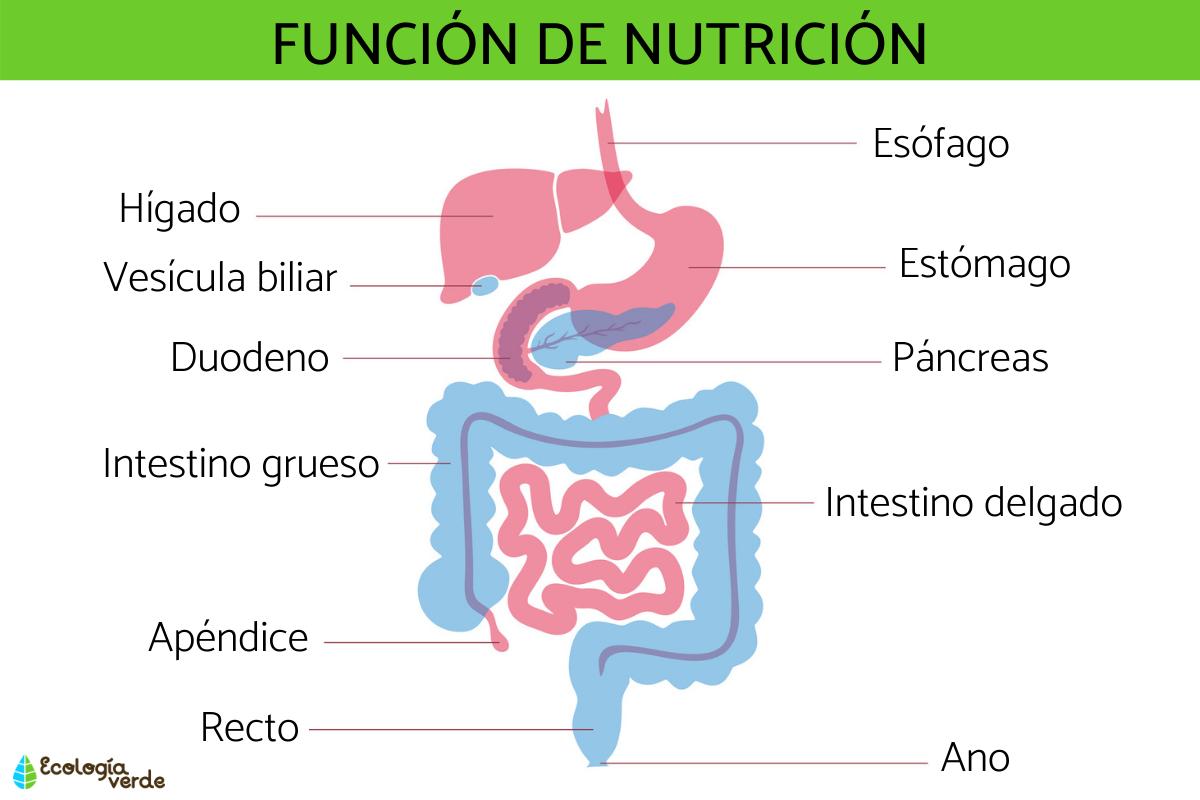 FUNCIÓN DE NUTRICIÓN
Esófago
Hígado
Estómago
Vesícula biliar
Duodeno
Páncreas
Intestino grueso
Intestino delgado
Apéndice
Recto
Ano
Ecología
verde